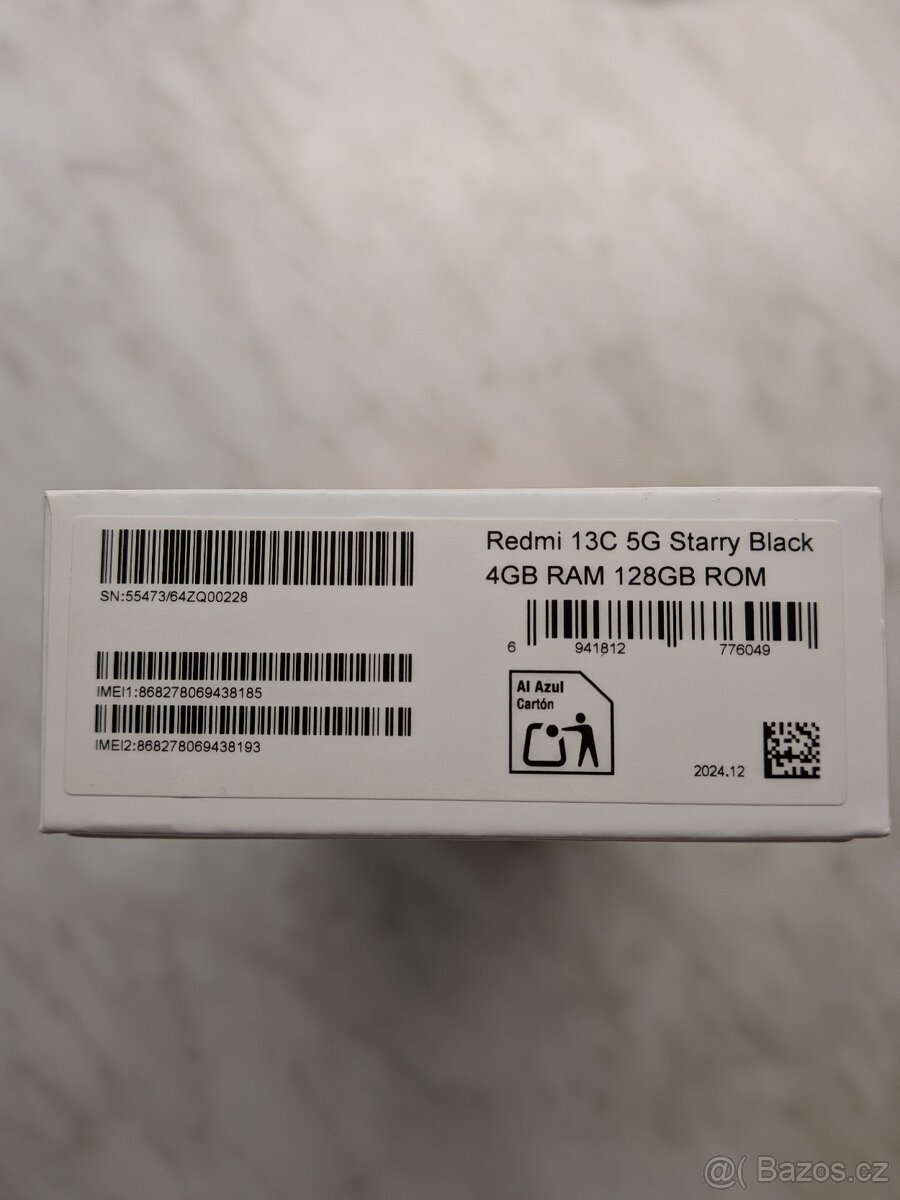 SN:55473/64ZQ00228
IMEI1:868278069438185
IMEI2:868278069438193
Redmi 13C 5G Starry Black
4GB RAM 128GB ROM
6 941812 776049
Al Azul
Cartón
2024.12
@( Bazos.cz